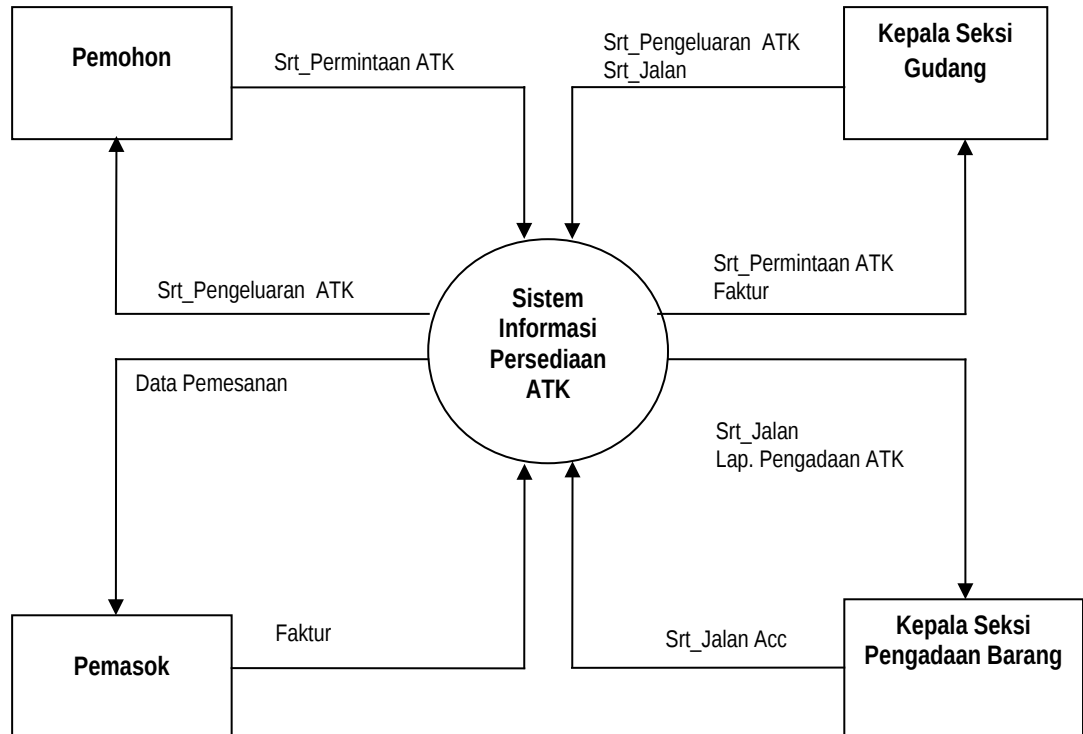 Pemohon
Srt_Permintaan ATK
Srt_Pengeluaran ATK
Srt_Jalan
Kepala Seksi
Gudang
Srt_Pengeluaran ATK
Sistem
Informasi
Persediaan
ATK
Srt_Permintaan ATK
Faktur
Data Pemesanan
Srt_Jalan
Lap. Pengadaan ATK
Pemasok
Faktur
Srt_Jalan Acc
Kepala Seksi
Pengadaan Barang